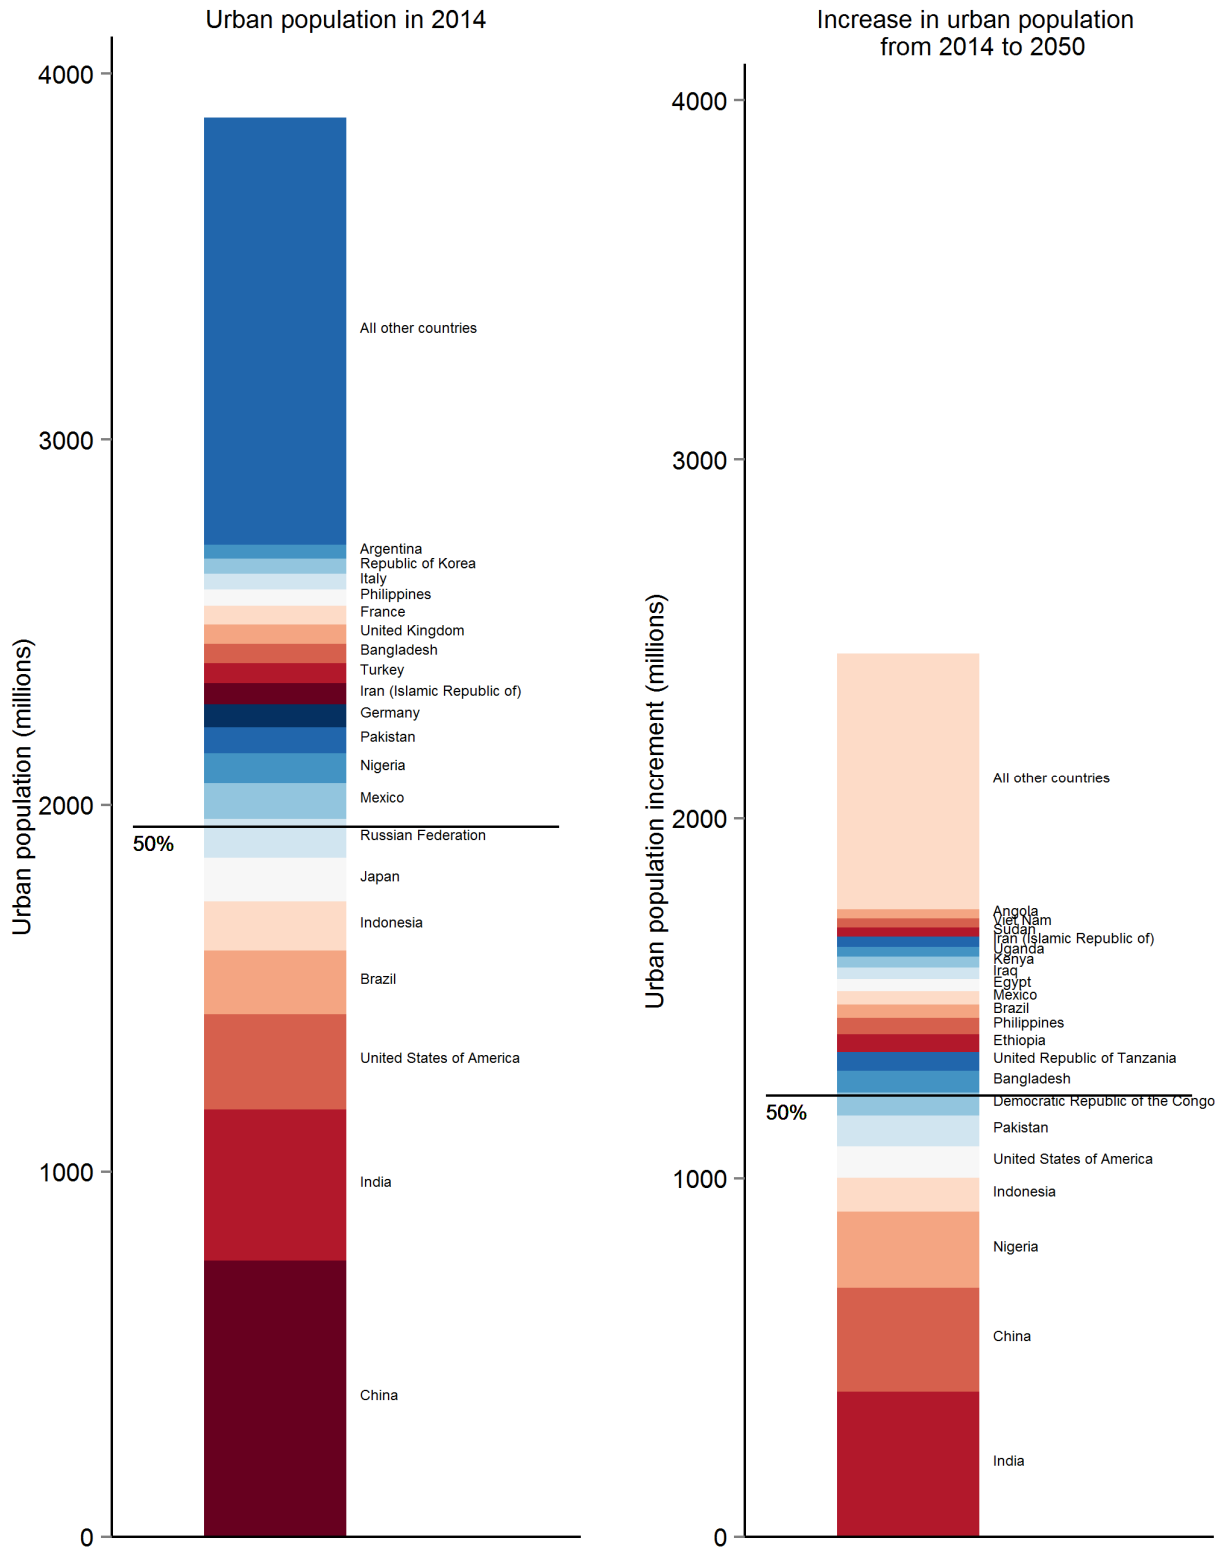 Urban population in 2014
Urban population (millions)
4000
3000
2000
1000
0
All other countries
Argentina
Republic of Korea
Italy
Philippines
France
United Kingdom
Bangladesh
Turkey
Iran (Islamic Republic of)
Germany
Pakistan
Nigeria
Mexico
50%
Russian Federation
Japan
Indonesia
Brazil
United States of America
India
China
Increase in urban population
from 2014 to 2050
Urban population increment (millions)
4000
3000
2000
1000
0
All other countries
Angola
Viet Nam
Sudan
Iran (Islamic Republic of)
Uganda
Kenya
Iraq
Egypt
Mexico
Brazil
Philippines
Ethiopia
United Republic of Tanzania
Bangladesh
50%
Democratic Republic of the Congo
Pakistan
United States of America
Indonesia
Nigeria
China
India